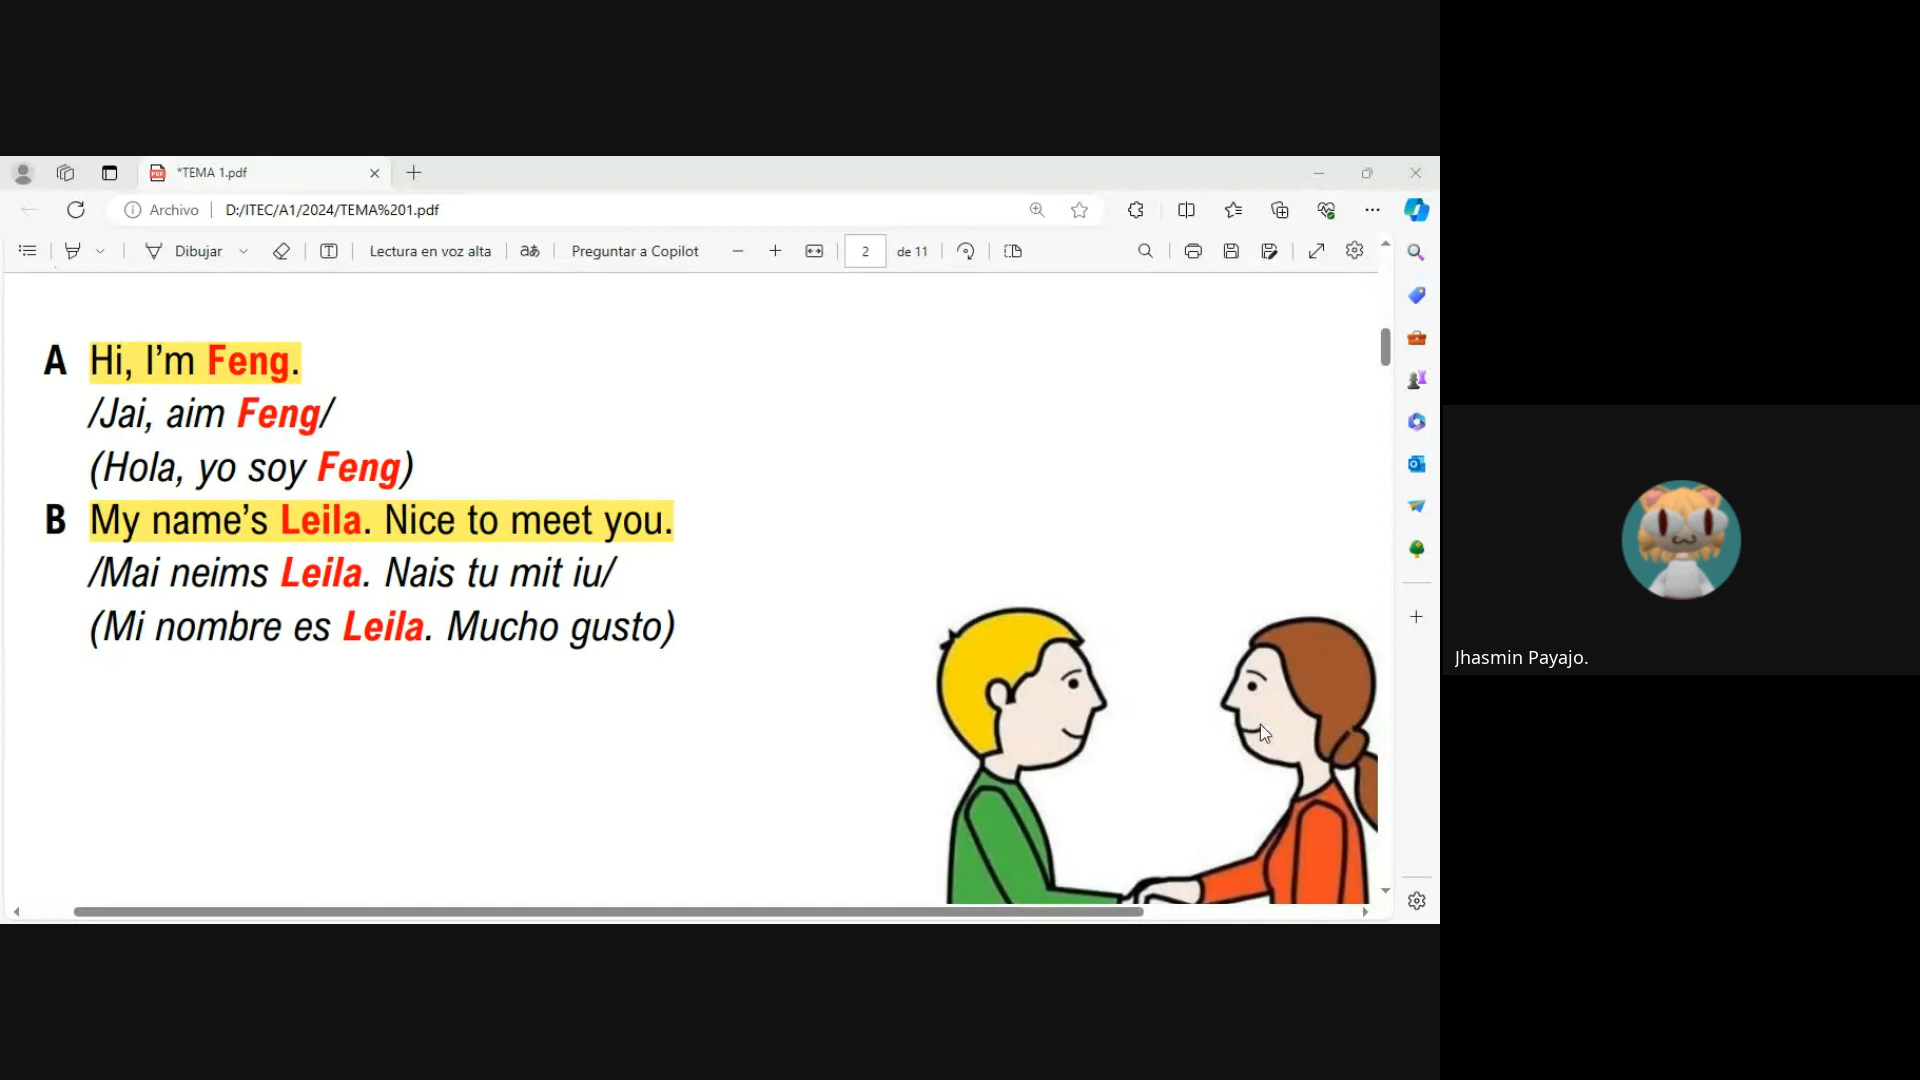 *TEMA 1.pdf
Archivo D:/ITEC/A1/2024/TEMA%201.pdf
Dibujar Lectura en voz alta aあ Preguntar a Copilot 2 de 11
A Hi, I'm Feng.
/Jai, aim Feng/
(Hola, yo soy Feng)
B My name's Leila. Nice to meet you.
/Mai neims Leila. Nais tu mit iu/
(Mi nombre es Leila. Mucho gusto)
Jhasmin Payajo.